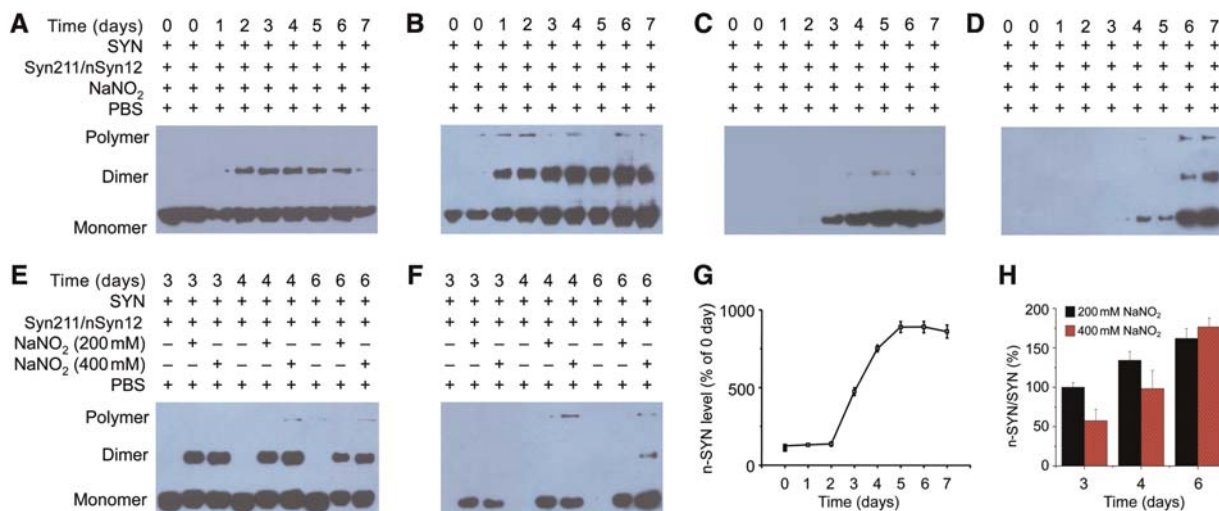 A Time (days) 0 0 1 2 3 4 5 6 7
SYN + + + + + + + + +
Syn211/nSyn12 + + + + + + + + +
NaNO2 + + + + + + + + +
PBS + + + + + + + + +
Polymer
Dimer
Monomer
B 0 0 1 2 3 4 5 6 7
+ + + + + + + + +
+ + + + + + + + +
+ + + + + + + + +
+ + + + + + + + +
C 0 0 1 2 3 4 5 6 7
+ + + + + + + + +
+ + + + + + + + +
+ + + + + + + + +
+ + + + + + + + +
D 0 0 1 2 3 4 5 6 7
+ + + + + + + + +
+ + + + + + + + +
+ + + + + + + + +
+ + + + + + + + +
E Time (days) 3 3 3 4 4 4 6 6 6
SYN + + + + + + + + +
Syn211/nSyn12 + + + + + + + + +
NaNO2 (200 mM) – + – – + – – + –
NaNO2 (400 mM) – – + – – + – – +
PBS + + + + + + + + +
Polymer
Dimer
Monomer
F 3 3 3 4 4 4 6 6 6
+ + + + + + + + +
+ + + + + + + + +
– + – – + – – + –
– – + – – + – – +
+ + + + + + + + +
G
n-SYN level (% of 0 day)
1000
500
0
0 1 2 3 4 5 6 7
Time (days)
H
n-SYN/SYN (%)
200
150
100
50
0
200 mM NaNO2
400 mM NaNO2
3 4 6
Time (days)